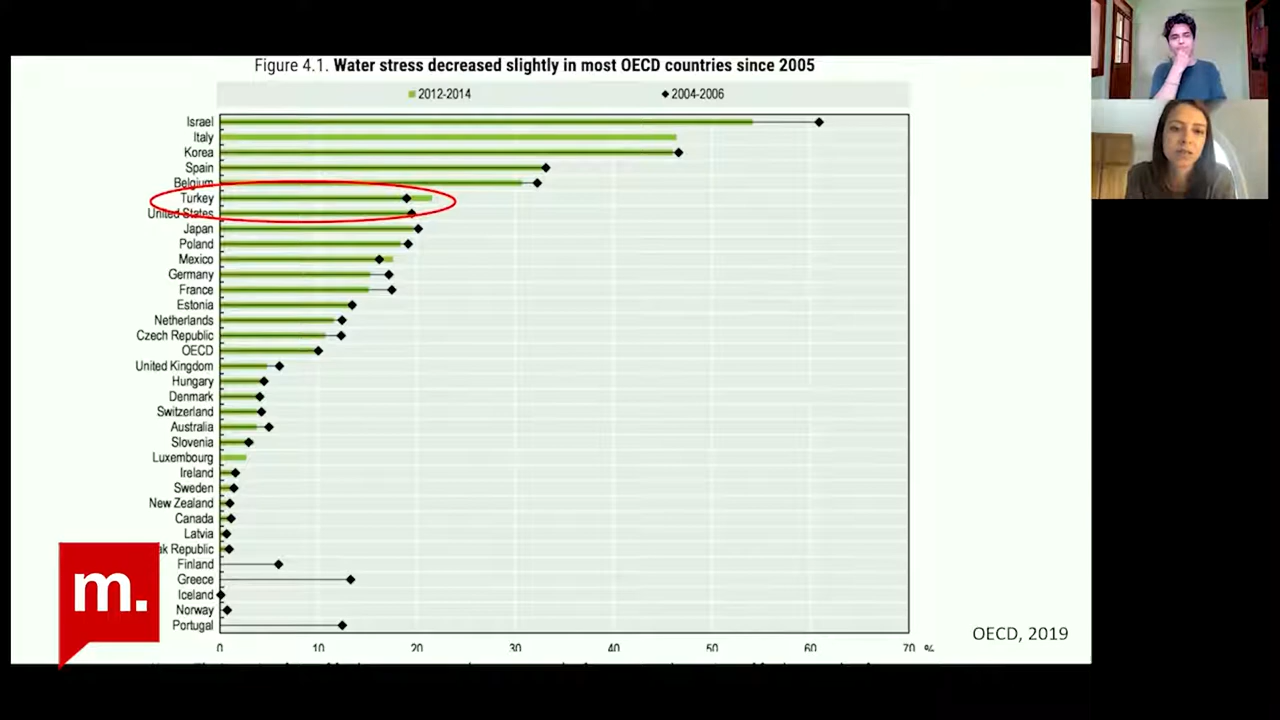 Figure 4.1. Water stress decreased slightly in most OECD countries since 2005
2012-2014 2004-2006
Israel
Italy
Korea
Spain
Belgium
Turkey
United States
Japan
Poland
Mexico
Germany
France
Estonia
Netherlands
Czech Republic
OECD
United Kingdom
Hungary
Denmark
Switzerland
Australia
Slovenia
Luxembourg
Ireland
Sweden
New Zealand
Canada
Latvia
ak Republic
Finland
Greece
Iceland
Norway
Portugal
0 10 20 30 40 50 60 70 %
OECD, 2019
m.